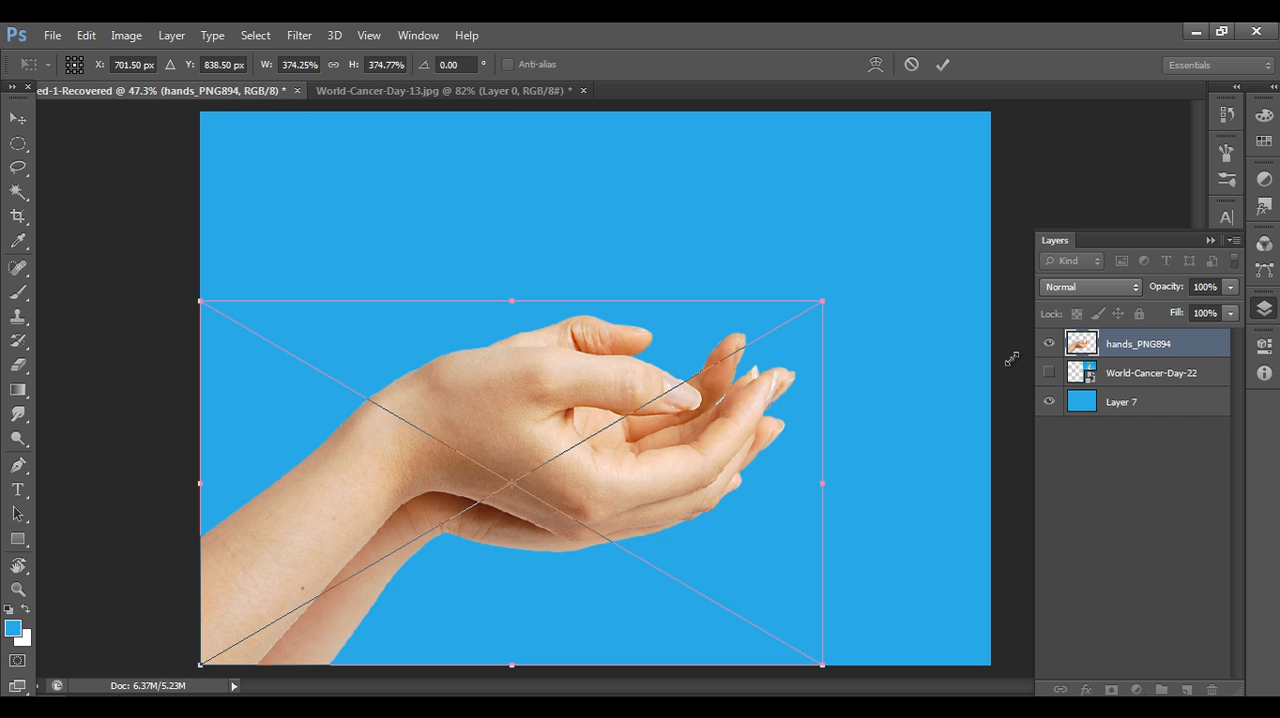 Ps File Edit Image Layer Type Select Filter 3D View Window Help
X: 701.50 px Y: 838.50 px W: 374.25% H: 374.77% 0.00 ° Anti-alias Essentials
ed-1-Recovered @ 47.3% (hands_PNG894, RGB/8) * × World-Cancer-Day-13.jpg @ 82% (Layer 0, RGB/8#) * ×
A|
Layers
Kind
Normal Opacity: 100%
Lock: Fill: 100%
hands_PNG894
World-Cancer-Day-22
Layer 7
Doc: 6.37M/5.23M